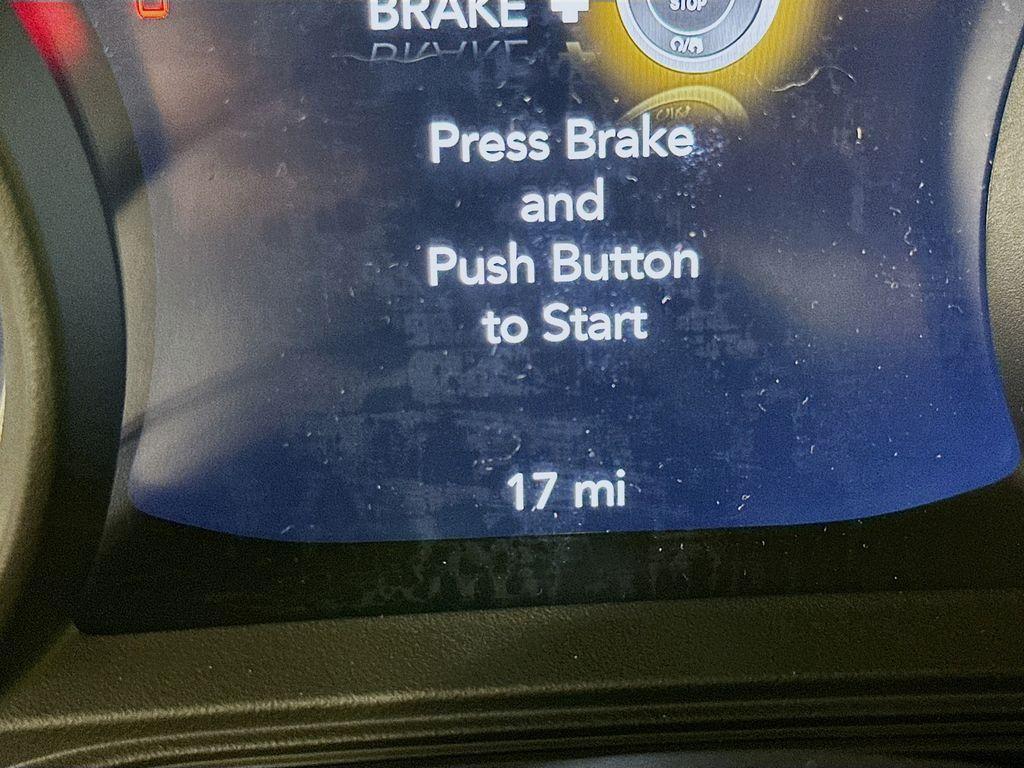 BRAKE +
STOP
Press Brake
and
Push Button
to Start
17 mi